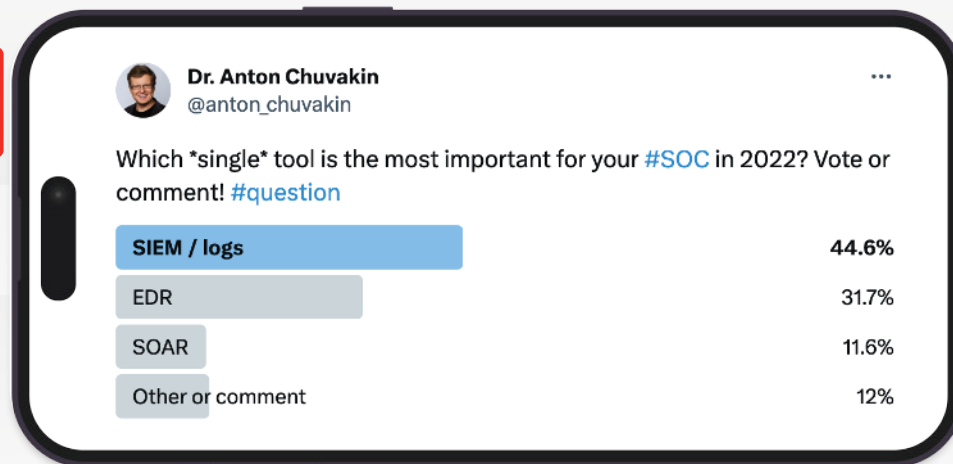 Dr. Anton Chuvakin
@anton_chuvakin
Which *single* tool is the most important for your #SOC in 2022? Vote or
comment! #question
SIEM / logs 44.6%
EDR 31.7%
SOAR 11.6%
Other or comment 12%